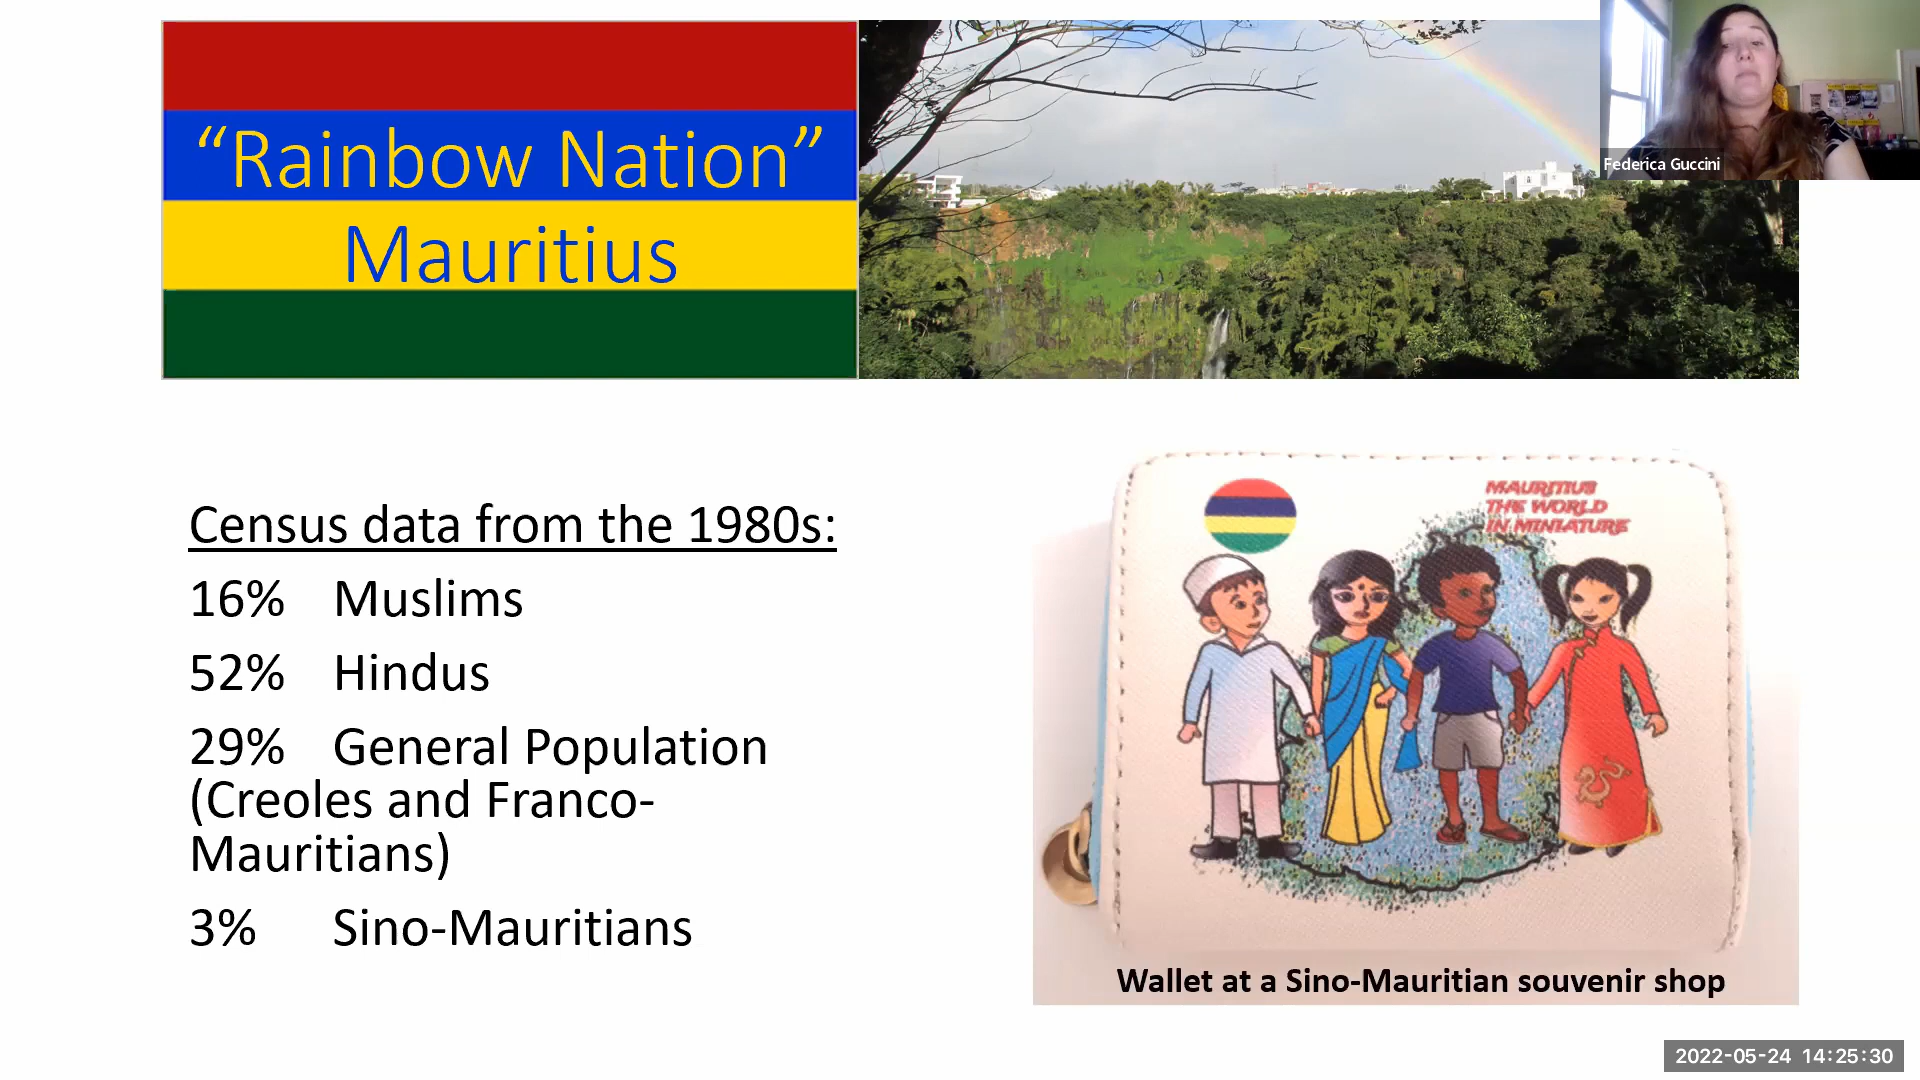 “Rainbow Nation”
Mauritius
Federica Guccini
Census data from the 1980s:
16% Muslims
52% Hindus
29% General Population
(Creoles and Franco-
Mauritians)
3% Sino-Mauritians
MAURITIUS
THE WORLD
IN MINIATURE
Wallet at a Sino-Mauritian souvenir shop
2022-05-24 14:25:30